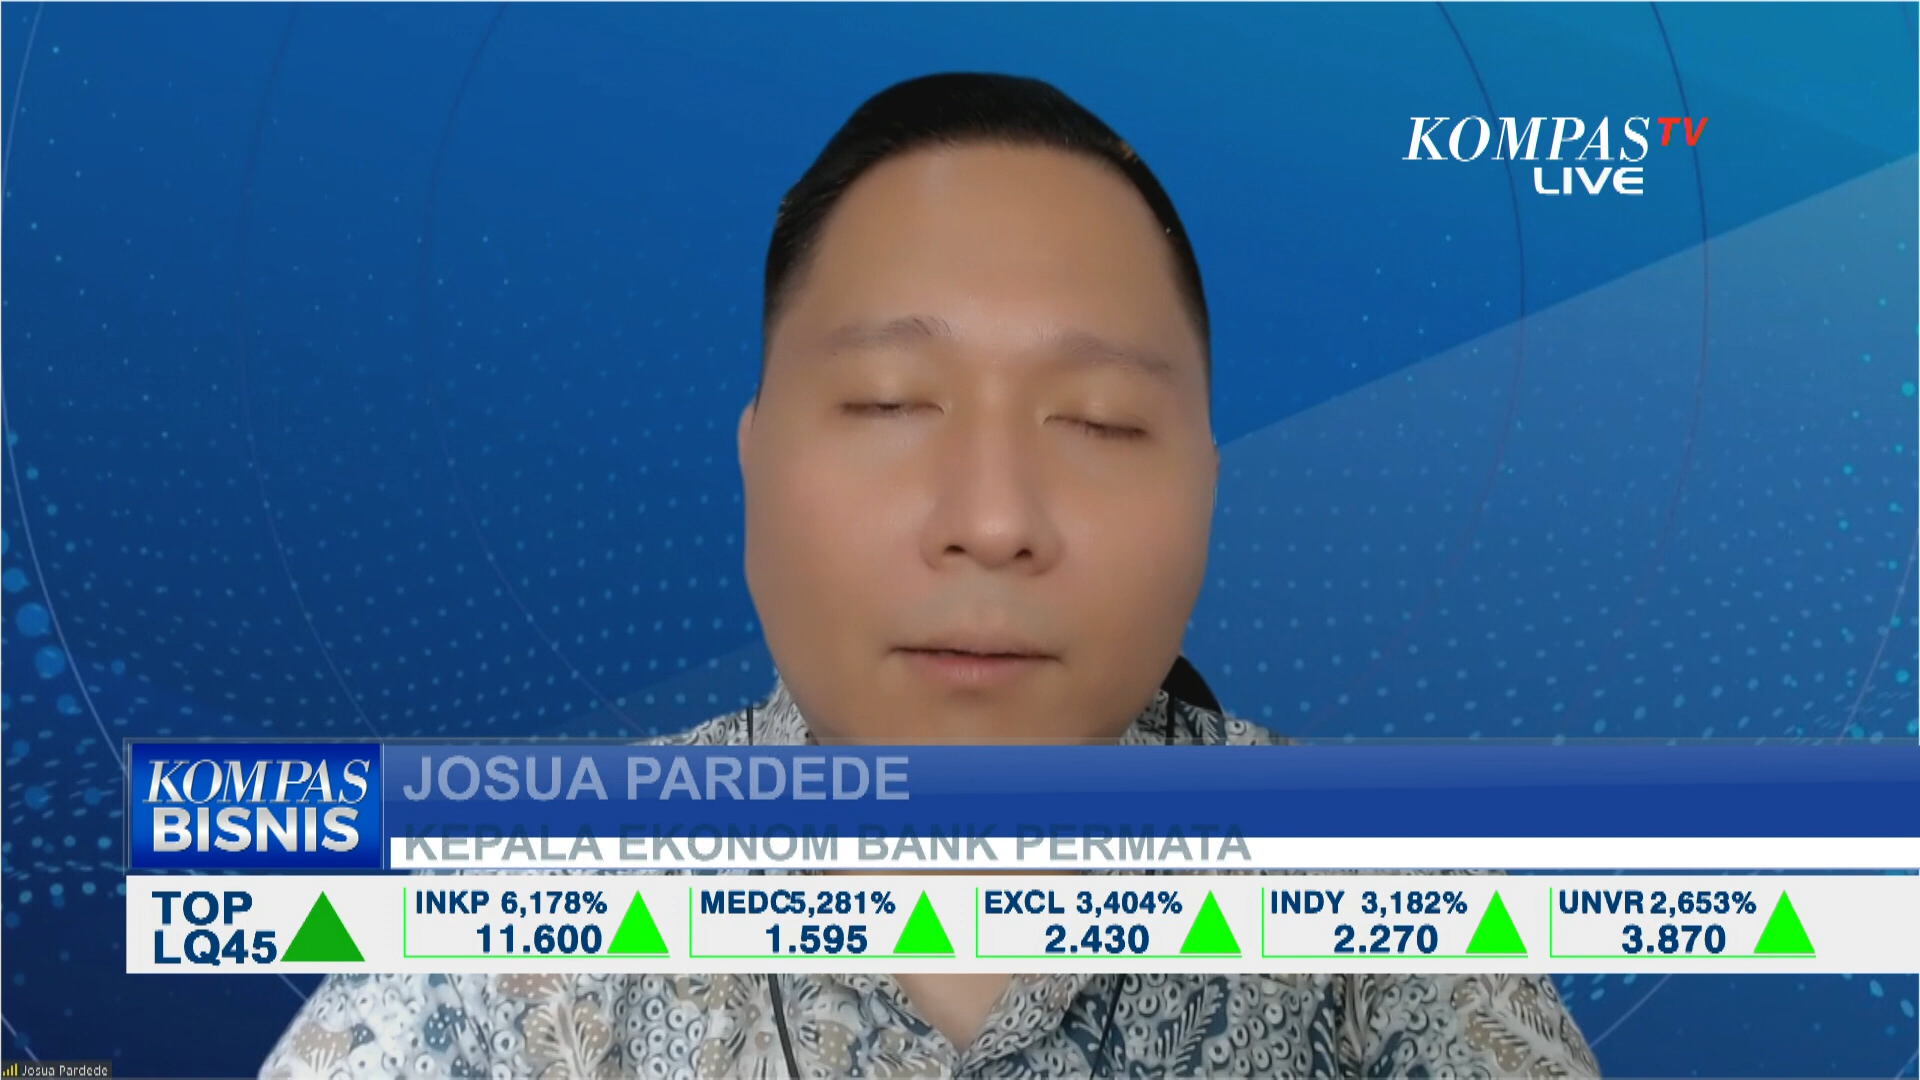 KOMPAS TV
LIVE
KOMPAS
BISNIS
JOSUA PARDEDE
KEPALA EKONOM BANK PERMATA
TOP
LQ45
INKP 6,178%
11.600
MEDC5,281%
1.595
EXCL 3,404%
2.430
INDY 3,182%
2.270
UNVR 2,653%
3.870
Josua Pardede